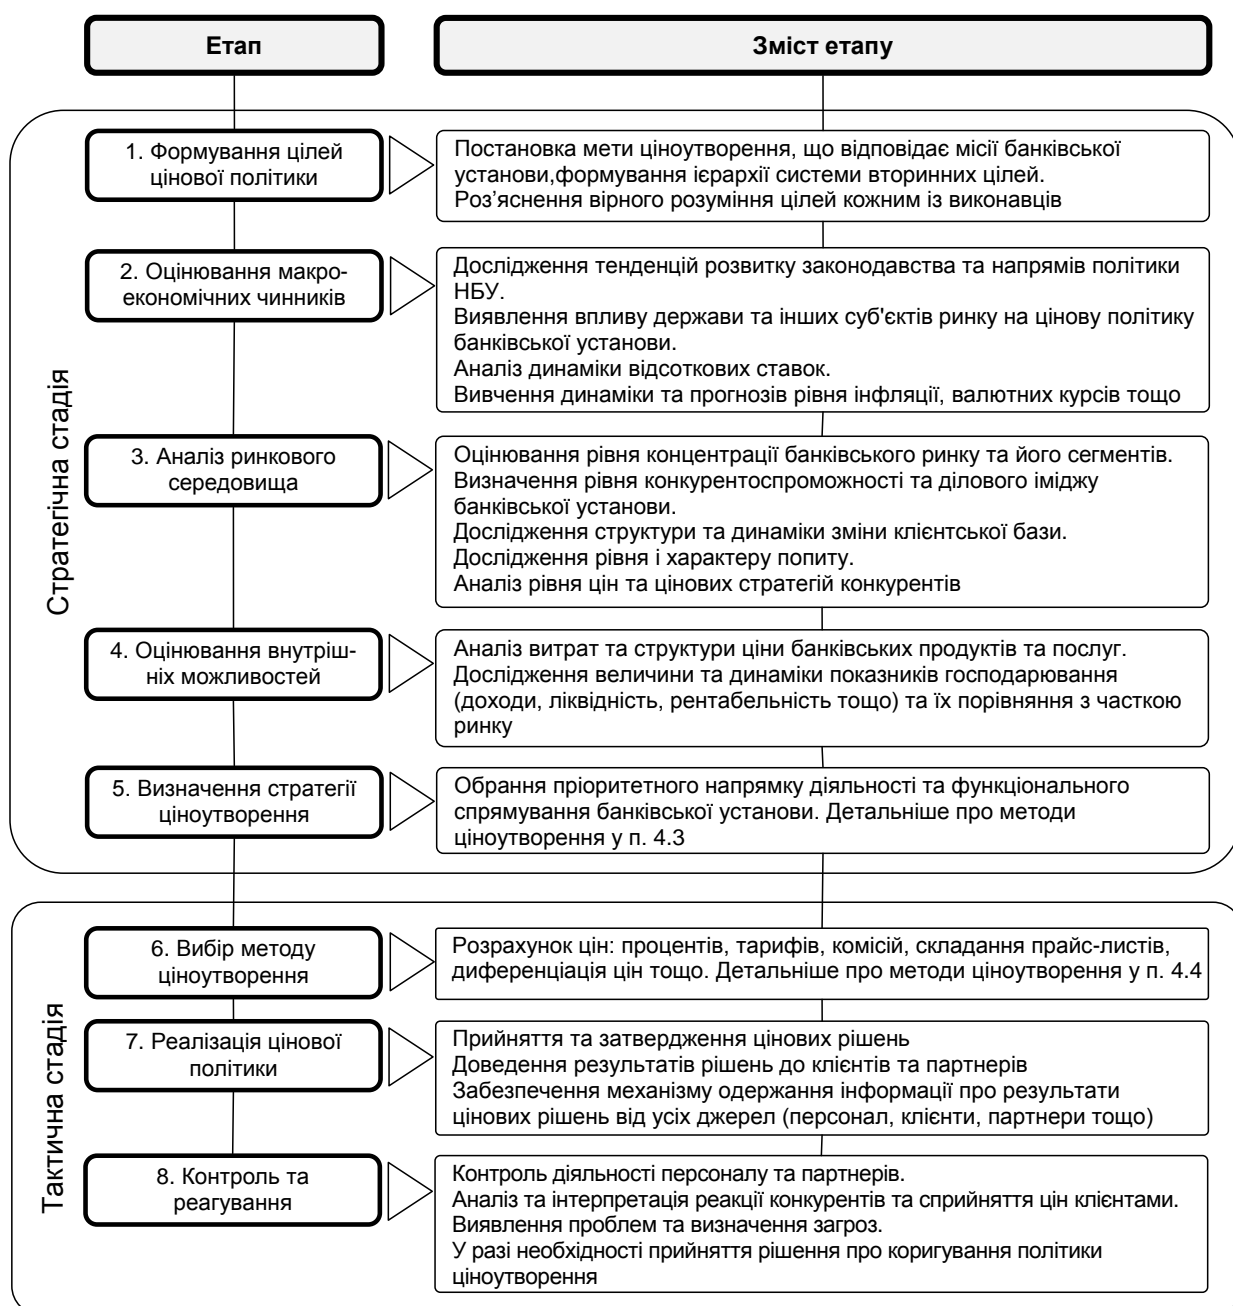 Етап
Зміст етапу
Стратегічна стадія
1. Формування цілей
цінової політики
Постановка мети ціноутворення, що відповідає місії банківської
установи,формування ієрархії системи вторинних цілей.
Роз’яснення вірного розуміння цілей кожним із виконавців
2. Оцінювання макро-
економічних чинників
Дослідження тенденцій розвитку законодавства та напрямів політики
НБУ.
Виявлення впливу держави та інших суб'єктів ринку на цінову політику
банківської установи.
Аналіз динаміки відсоткових ставок.
Вивчення динаміки та прогнозів рівня інфляції, валютних курсів тощо
3. Аналіз ринкового
середовища
Оцінювання рівня концентрації банківського ринку та його сегментів.
Визначення рівня конкурентоспроможності та ділового іміджу
банківської установи.
Дослідження структури та динаміки зміни клієнтської бази.
Дослідження рівня і характеру попиту.
Аналіз рівня цін та цінових стратегій конкурентів
4. Оцінювання внутріш-
ніх можливостей
Аналіз витрат та структури ціни банківських продуктів та послуг.
Дослідження величини та динаміки показників господарювання
(доходи, ліквідність, рентабельність тощо) та їх порівняння з часткою
ринку
5. Визначення стратегії
ціноутворення
Обрання пріоритетного напрямку діяльності та функціонального
спрямування банківської установи. Детальніше про методи
ціноутворення у п. 4.3
Тактична стадія
6. Вибір методу
ціноутворення
Розрахунок цін: процентів, тарифів, комісій, складання прайс-листів,
диференціація цін тощо. Детальніше про методи ціноутворення у п. 4.4
7. Реалізація цінової
політики
Прийняття та затвердження цінових рішень
Доведення результатів рішень до клієнтів та партнерів
Забезпечення механізму одержання інформації про результати
цінових рішень від усіх джерел (персонал, клієнти, партнери тощо)
8. Контроль та
реагування
Контроль діяльності персоналу та партнерів.
Аналіз та інтерпретація реакції конкурентів та сприйняття цін клієнтами.
Виявлення проблем та визначення загроз.
У разі необхідності прийняття рішення про коригування політики
ціноутворення